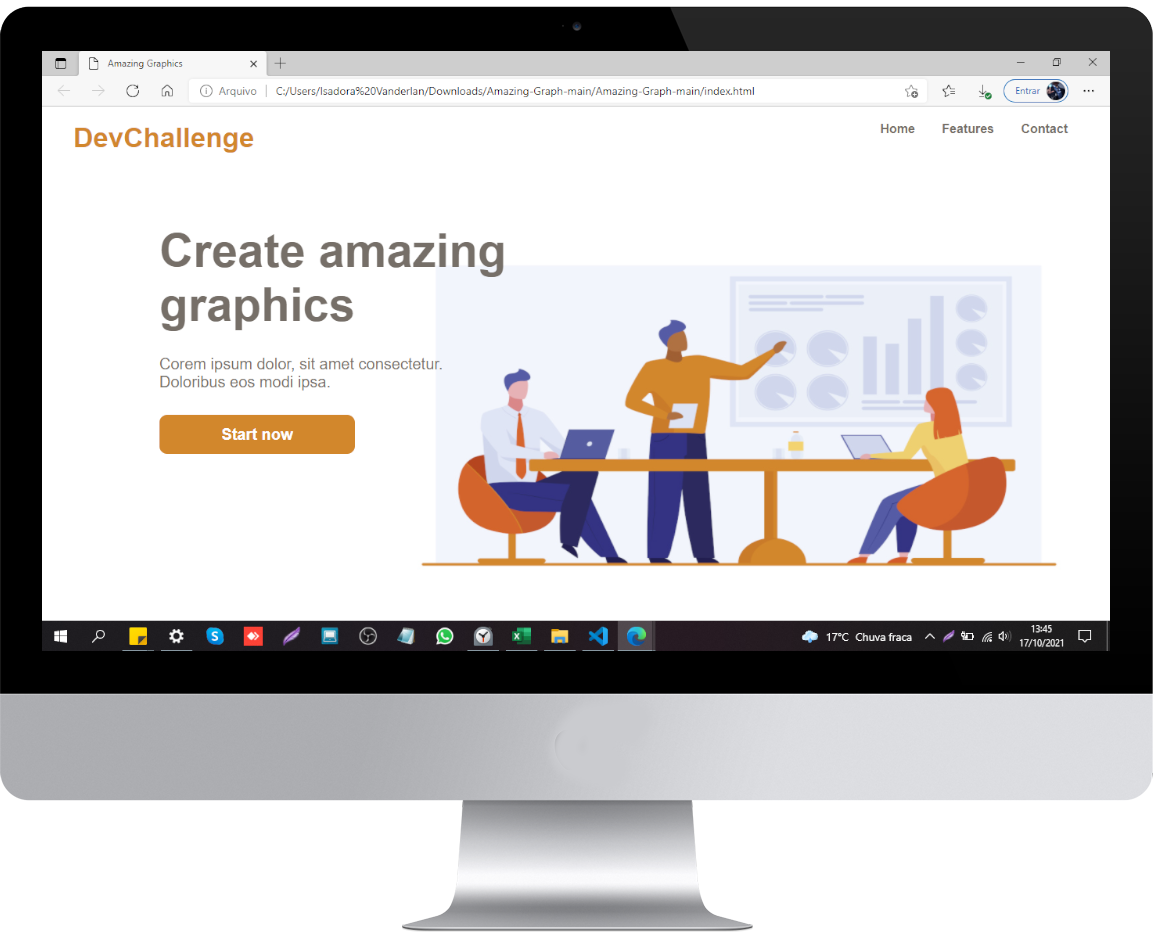 Amazing Graphics
Arquivo
C:/Users/Isadora%20Vanderlan/Downloads/Amazing-Graph-main/Amazing-Graph-main/index.html
Entrar
DevChallenge
Home Features Contact
Create amazing
graphics
Corem ipsum dolor, sit amet consectetur.
Doloribus eos modi ipsa.
Start now
17°C Chuva fraca
13:45
17/10/2021